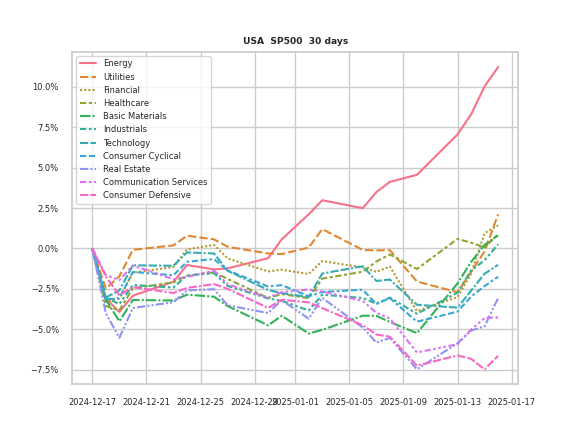 USA SP500 30 days
Energy
Utilities
Financial
Healthcare
Basic Materials
Industrials
Technology
Consumer Cyclical
Real Estate
Communication Services
Consumer Defensive
10.0%
7.5%
5.0%
2.5%
0.0%
−2.5%
−5.0%
−7.5%
2024-12-17 2024-12-21 2024-12-25 2024-12-29 2025-01-01 2025-01-05 2025-01-09 2025-01-13 2025-01-17